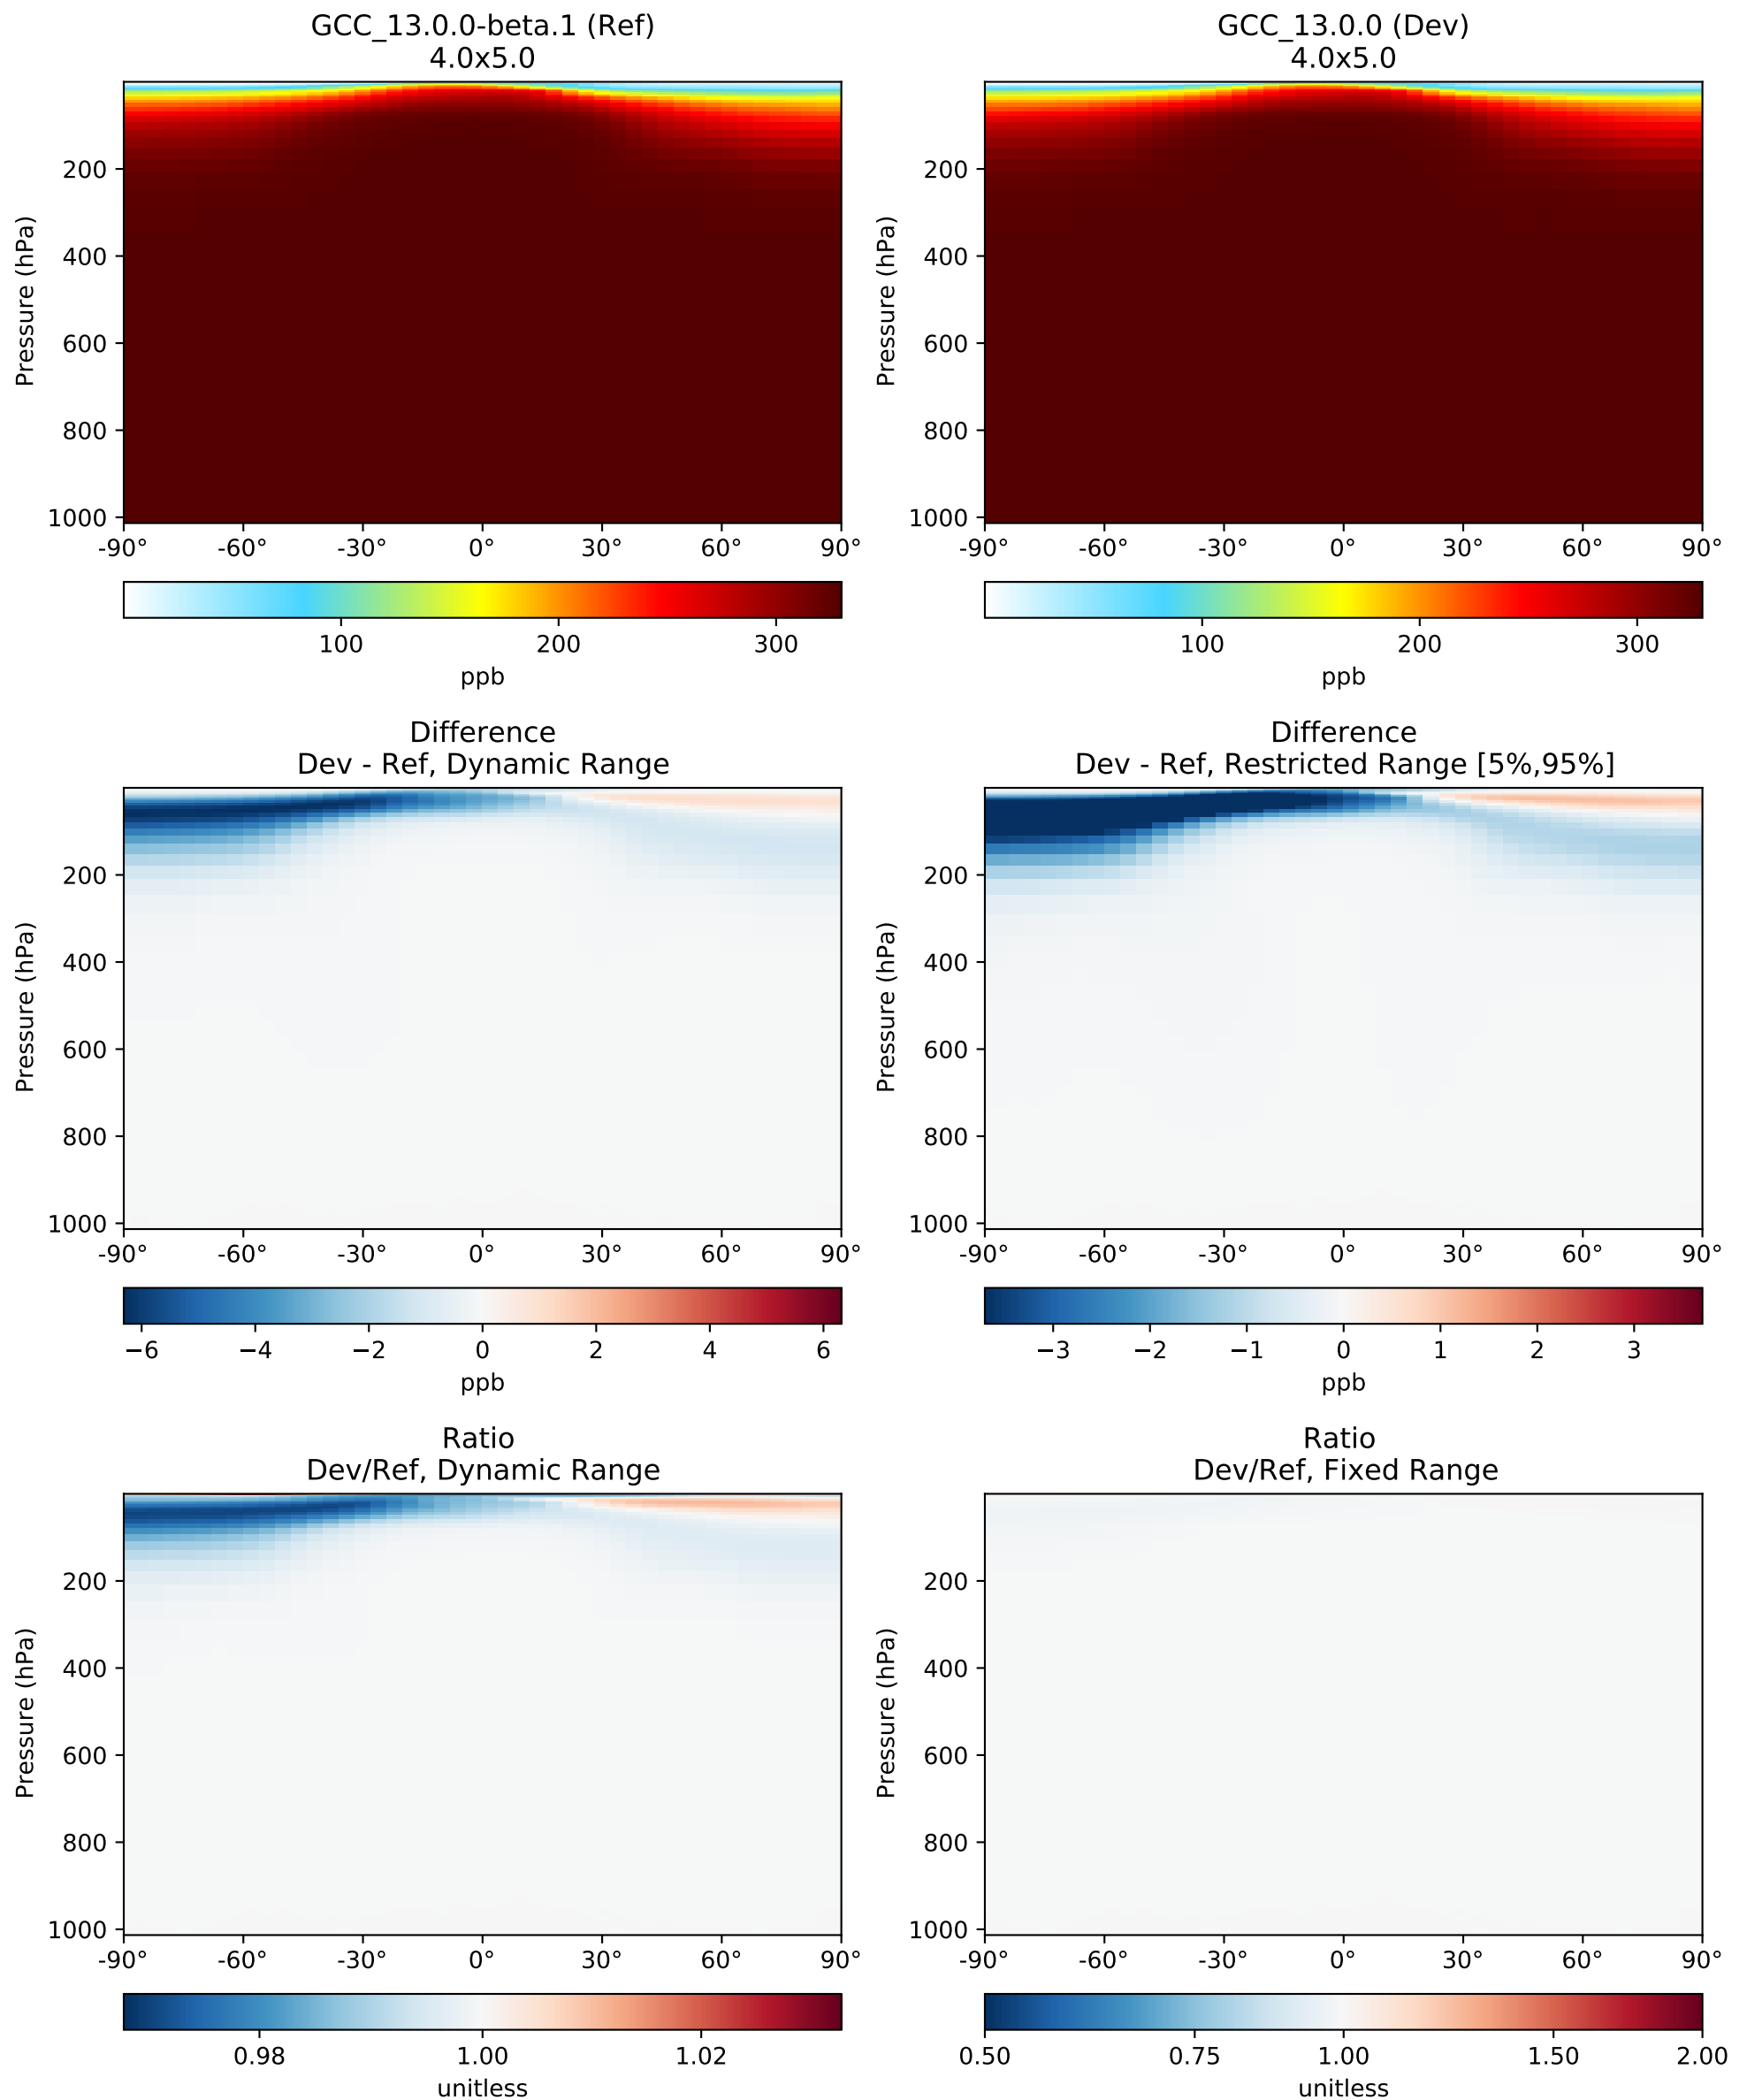 GCC_13.0.0-beta.1 (Ref)
4.0x5.0
Pressure (hPa)
200
400
600
800
1000
-90° -60° -30° 0° 30° 60° 90°
100 200 300
ppb
GCC_13.0.0 (Dev)
4.0x5.0
Pressure (hPa)
200
400
600
800
1000
-90° -60° -30° 0° 30° 60° 90°
100 200 300
ppb
Difference
Dev - Ref, Dynamic Range
Pressure (hPa)
200
400
600
800
1000
-90° -60° -30° 0° 30° 60° 90°
−6 −4 −2 0 2 4 6
ppb
Difference
Dev - Ref, Restricted Range [5%,95%]
Pressure (hPa)
200
400
600
800
1000
-90° -60° -30° 0° 30° 60° 90°
−3 −2 −1 0 1 2 3
ppb
Ratio
Dev/Ref, Dynamic Range
Pressure (hPa)
200
400
600
800
1000
-90° -60° -30° 0° 30° 60° 90°
0.98 1.00 1.02
unitless
Ratio
Dev/Ref, Fixed Range
Pressure (hPa)
200
400
600
800
1000
-90° -60° -30° 0° 30° 60° 90°
0.50 0.75 1.00 1.50 2.00
unitless